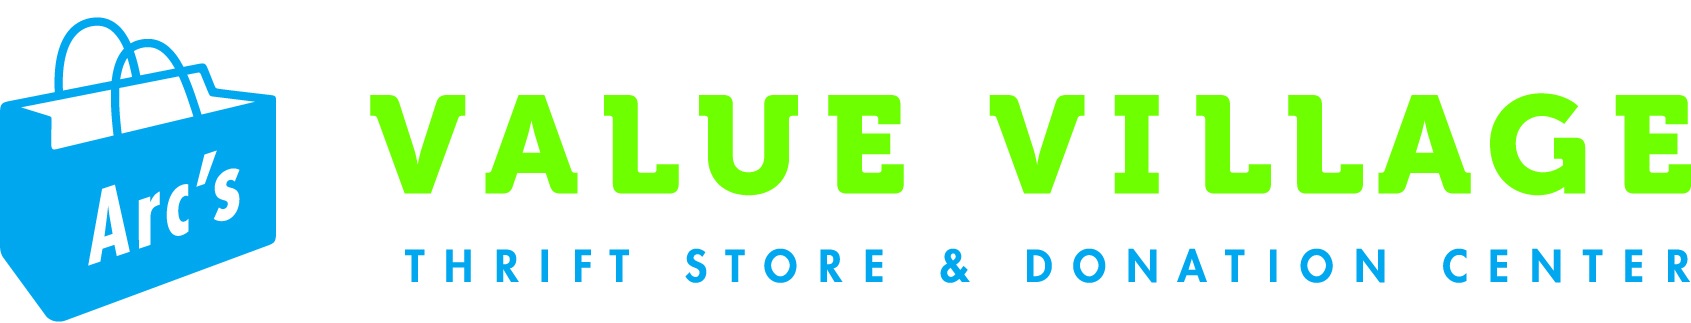 Arc's
VALUE VILLAGE
THRIFT STORE & DONATION CENTER